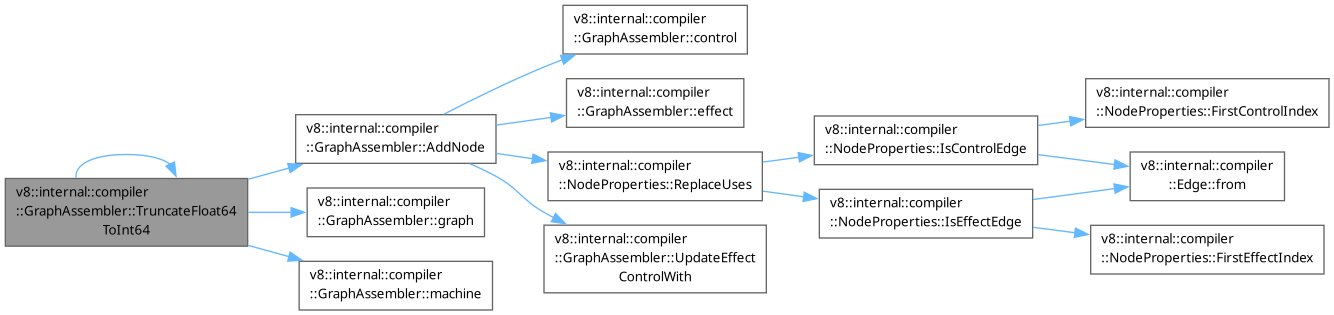 v8::internal::compiler
::GraphAssembler::TruncateFloat64
ToInt64
v8::internal::compiler
::GraphAssembler::AddNode
v8::internal::compiler
::GraphAssembler::graph
v8::internal::compiler
::GraphAssembler::machine
v8::internal::compiler
::GraphAssembler::control
v8::internal::compiler
::GraphAssembler::effect
v8::internal::compiler
::NodeProperties::ReplaceUses
v8::internal::compiler
::GraphAssembler::UpdateEffect
ControlWith
v8::internal::compiler
::NodeProperties::IsControlEdge
v8::internal::compiler
::NodeProperties::IsEffectEdge
v8::internal::compiler
::NodeProperties::FirstControlIndex
v8::internal::compiler
::Edge::from
v8::internal::compiler
::NodeProperties::FirstEffectIndex